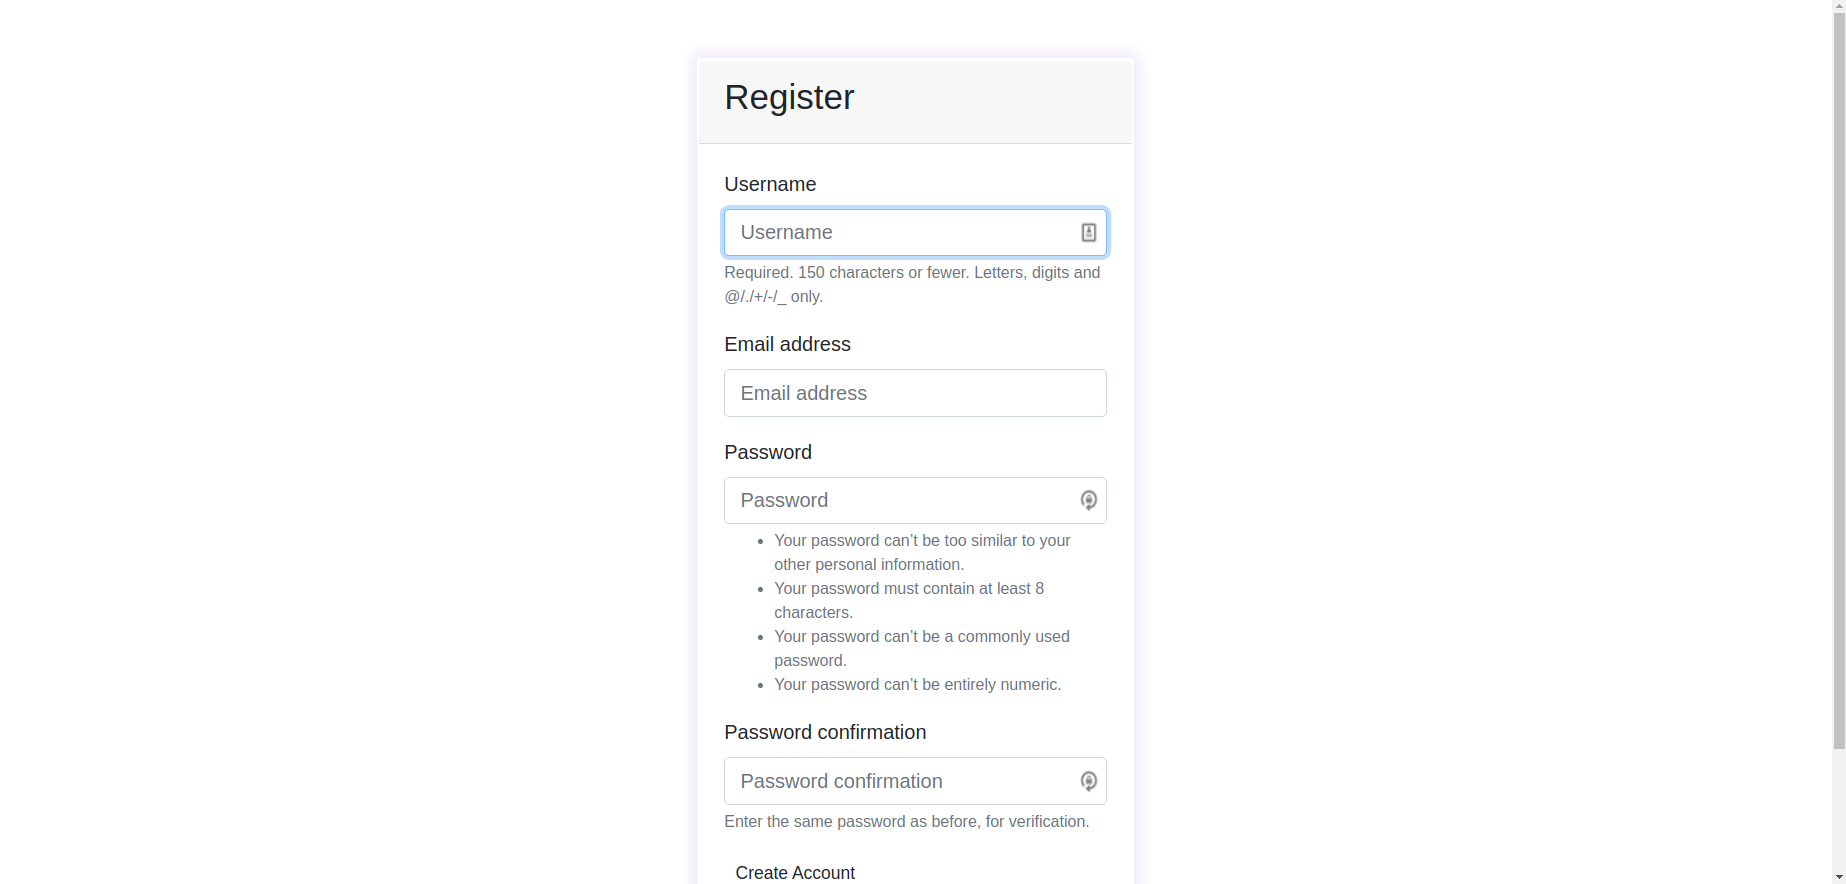 Register
Username
Username
Required. 150 characters or fewer. Letters, digits and
@/./+/-/_ only.
Email address
Email address
Password
Password
Your password can’t be too similar to your
other personal information.
Your password must contain at least 8
characters.
Your password can’t be a commonly used
password.
Your password can’t be entirely numeric.
Password confirmation
Password confirmation
Enter the same password as before, for verification.
Create Account